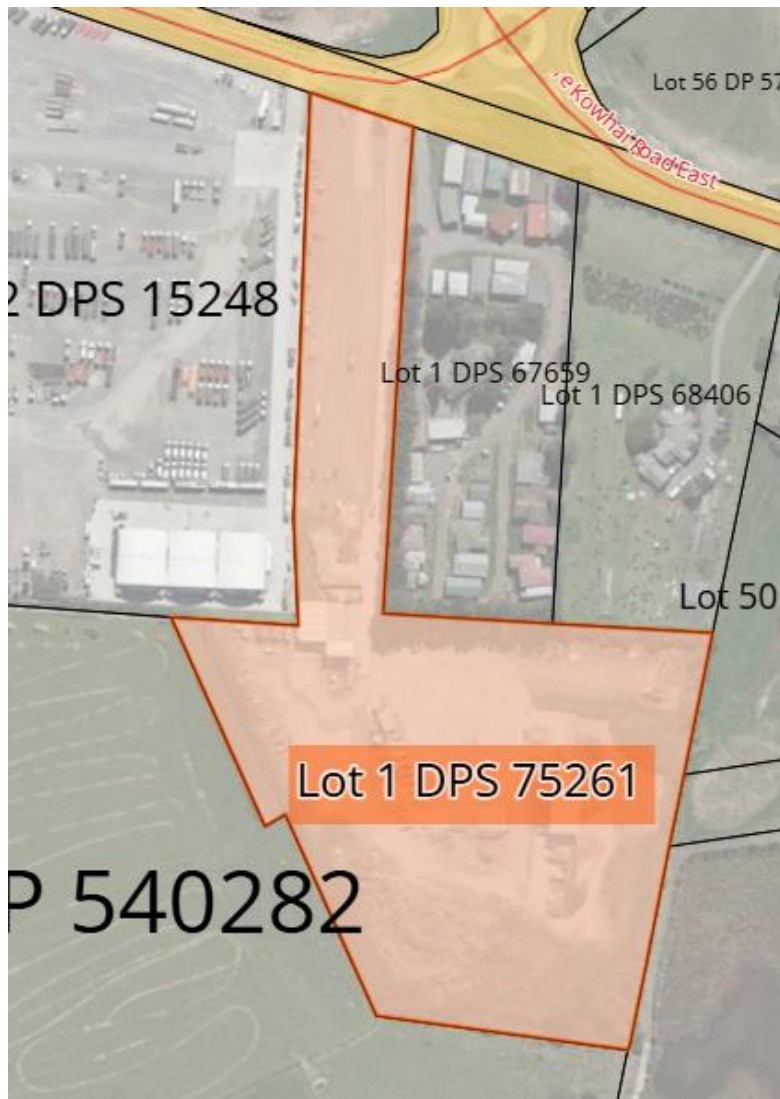 Lot 56 DP 57
e Kowhai Road East
2 DPS 15248
Lot 1 DPS 67659
Lot 1 DPS 68406
Lot 50
Lot 1 DPS 75261
P 540282